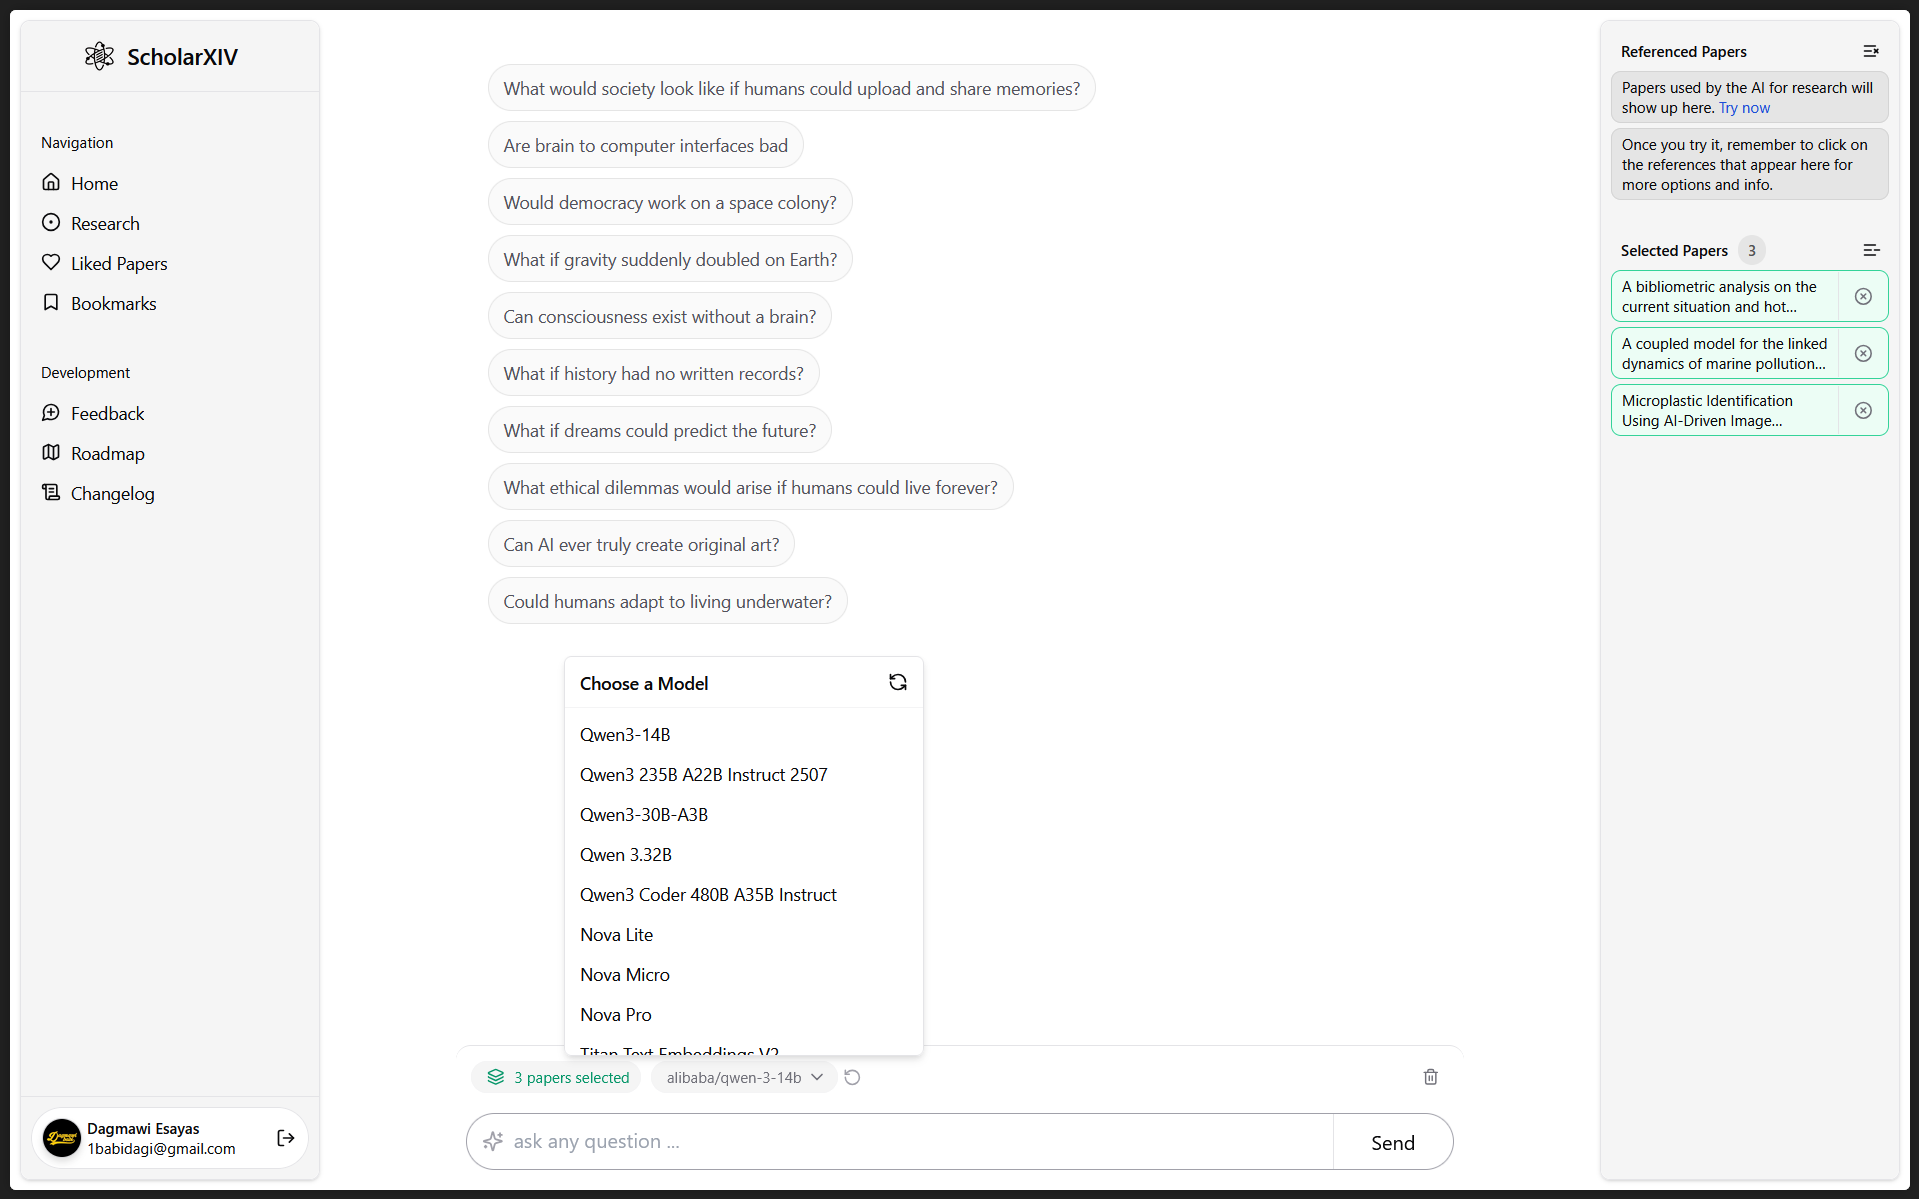 ScholarXIV
Navigation
Home
Research
Liked Papers
Bookmarks
Development
Feedback
Roadmap
Changelog
Dagmawi Esayas
1babidagi@gmail.com
What would society look like if humans could upload and share memories?
Are brain to computer interfaces bad
Would democracy work on a space colony?
What if gravity suddenly doubled on Earth?
Can consciousness exist without a brain?
What if history had no written records?
What if dreams could predict the future?
What ethical dilemmas would arise if humans could live forever?
Can AI ever truly create original art?
Could humans adapt to living underwater?
Choose a Model
Qwen3-14B
Qwen3 235B A22B Instruct 2507
Qwen3-30B-A3B
Qwen 3.32B
Qwen3 Coder 480B A35B Instruct
Nova Lite
Nova Micro
Nova Pro
Titan Text Embeddings V2
3 papers selected
alibaba/qwen-3-14b
ask any question ...
Send
Referenced Papers
Papers used by the AI for research will
show up here. Try now
Once you try it, remember to click on
the references that appear here for
more options and info.
Selected Papers 3
A bibliometric analysis on the
current situation and hot...
A coupled model for the linked
dynamics of marine pollution...
Microplastic Identification
Using AI-Driven Image...